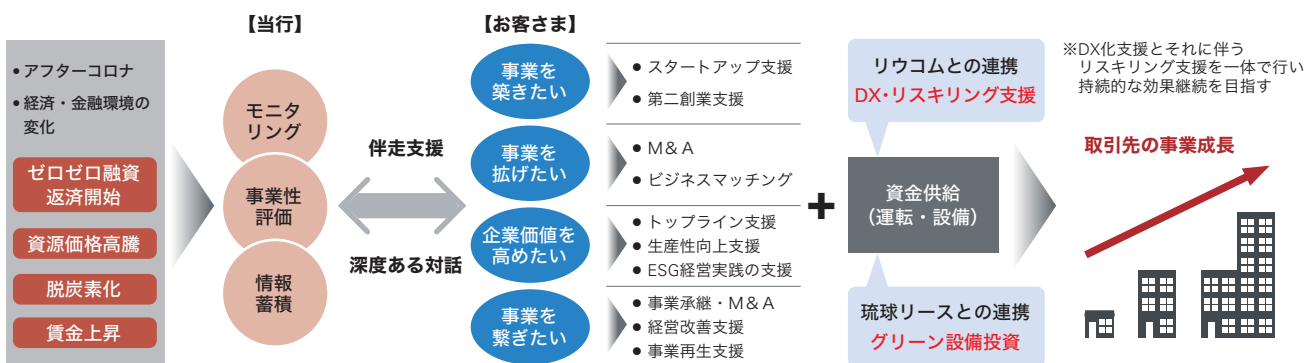 • アフターコロナ
• 経済・金融環境の
変化
ゼロゼロ融資
返済開始
資源価格高騰
脱炭素化
賃金上昇
【当行】
モニタ
リング
事業性
評価
情報
蓄積
伴走支援
深度ある対話
【お客さま】
事業を
築きたい
● スタートアップ支援
● 第二創業支援
事業を
拡げたい
● M&A
● ビジネスマッチング
企業価値を
高めたい
● トップライン支援
● 生産性向上支援
● ESG経営実践の支援
事業を
繋ぎたい
● 事業承継・M&A
● 経営改善支援
● 事業再生支援
+
リウコムとの連携
DX・リスキリング支援
資金供給
（運転・設備）
琉球リースとの連携
グリーン設備投資
※DX化支援とそれに伴う
リスキリング支援を一体で行い
持続的な効果継続を目指す
取引先の事業成長